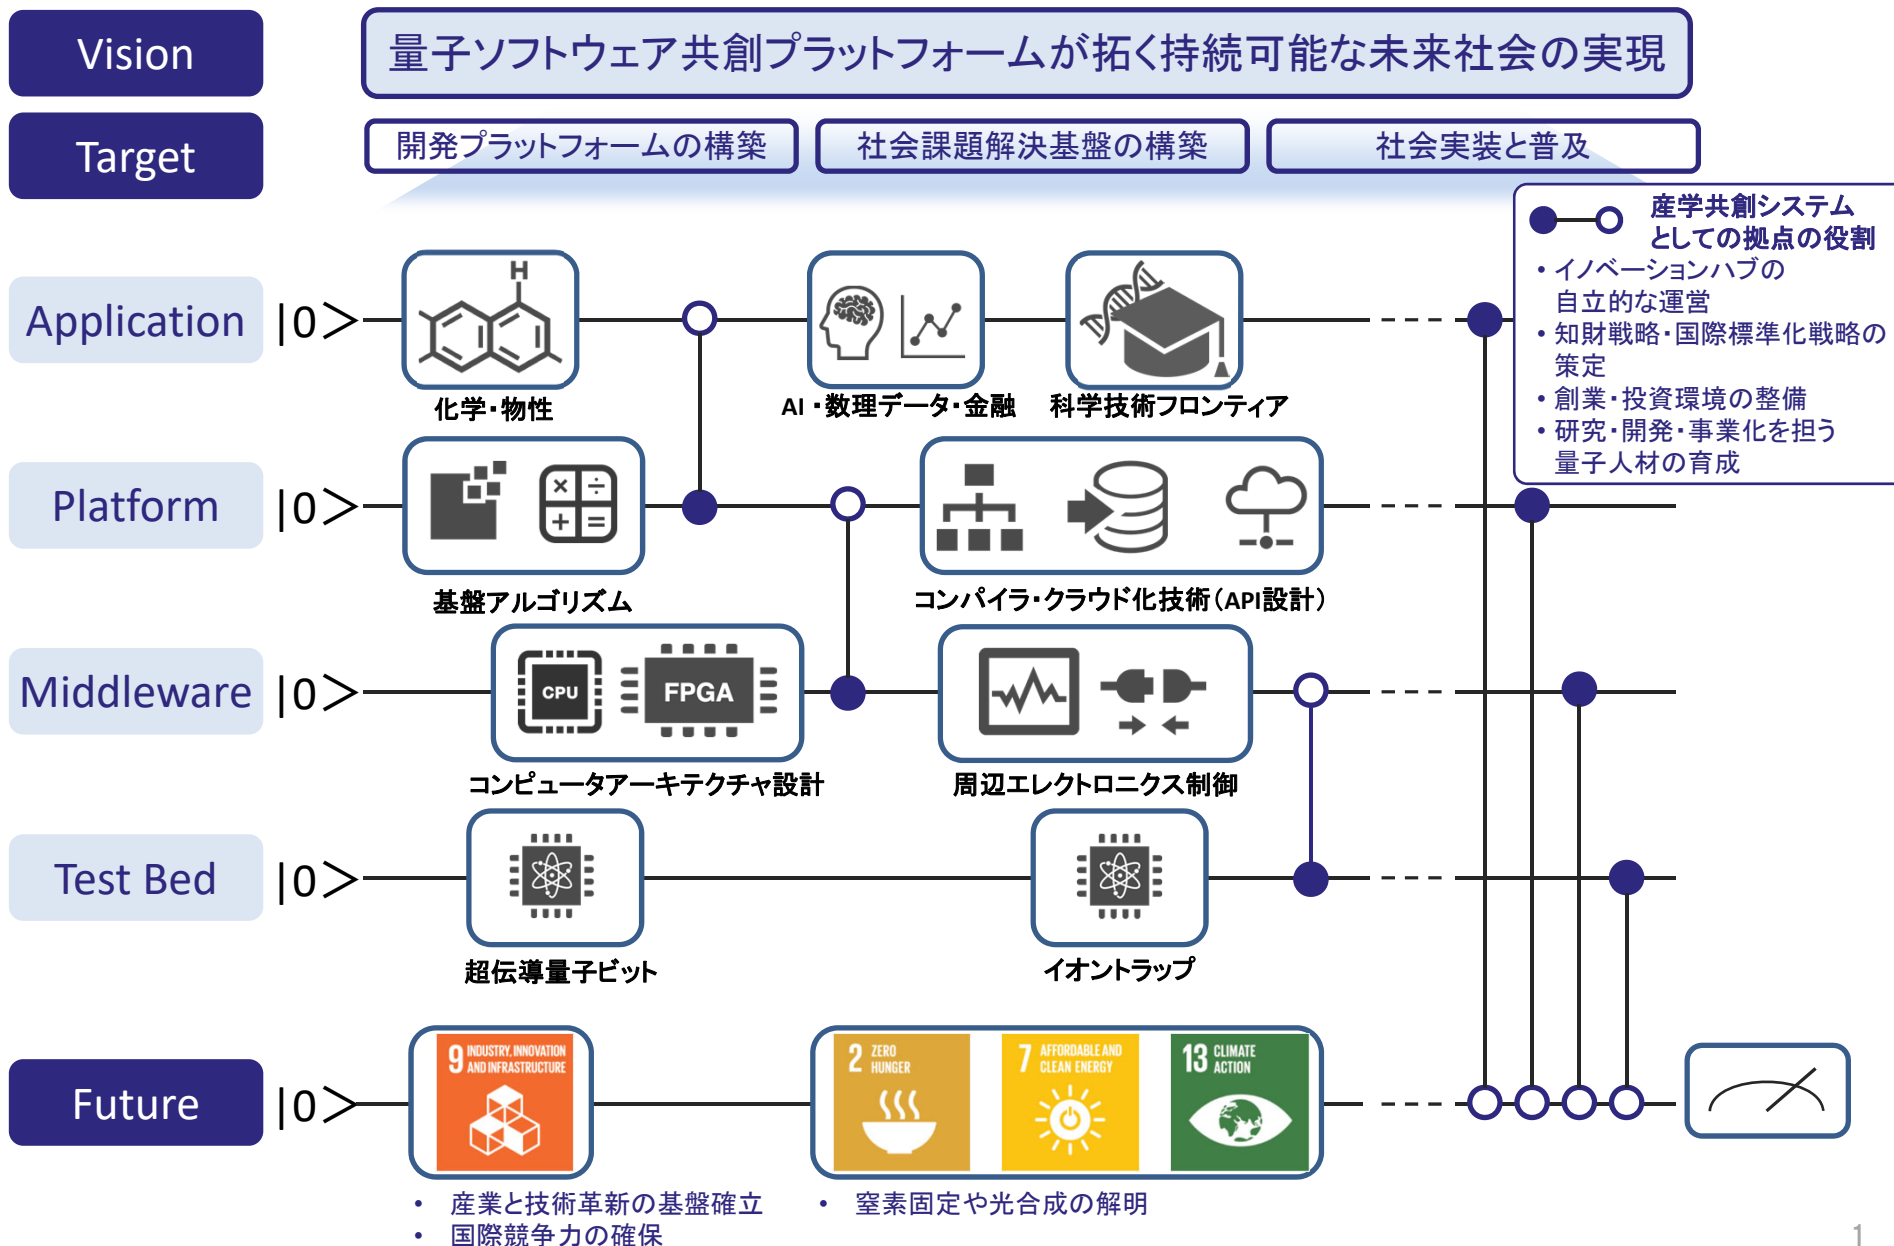 Vision
量子ソフトウェア共創プラットフォームが拓く持続可能な未来社会の実現
Target
開発プラットフォームの構築
社会課題解決基盤の構築
社会実装と普及
産学共創システム
としての拠点の役割
• イノベーションハブの
自立的な運営
• 知財戦略・国際標準化戦略の
策定
• 創業・投資環境の整備
• 研究・開発・事業化を担う
量子人材の育成
Application
|0>
H
化学・物性
AI・数理データ・金融
科学技術フロンティア
Platform
|0>
× ÷
+ =
基盤アルゴリズム
コンパイラ・クラウド化技術（API設計）
Middleware
|0>
CPU
FPGA
コンピュータアーキテクチャ設計
周辺エレクトロニクス制御
Test Bed
|0>
超伝導量子ビット
イオントラップ
Future
|0>
9 INDUSTRY, INNOVATION
AND INFRASTRUCTURE
2 ZERO
HUNGER
7 AFFORDABLE AND
CLEAN ENERGY
13 CLIMATE
ACTION
• 産業と技術革新の基盤確立
• 国際競争力の確保
• 窒素固定や光合成の解明
1